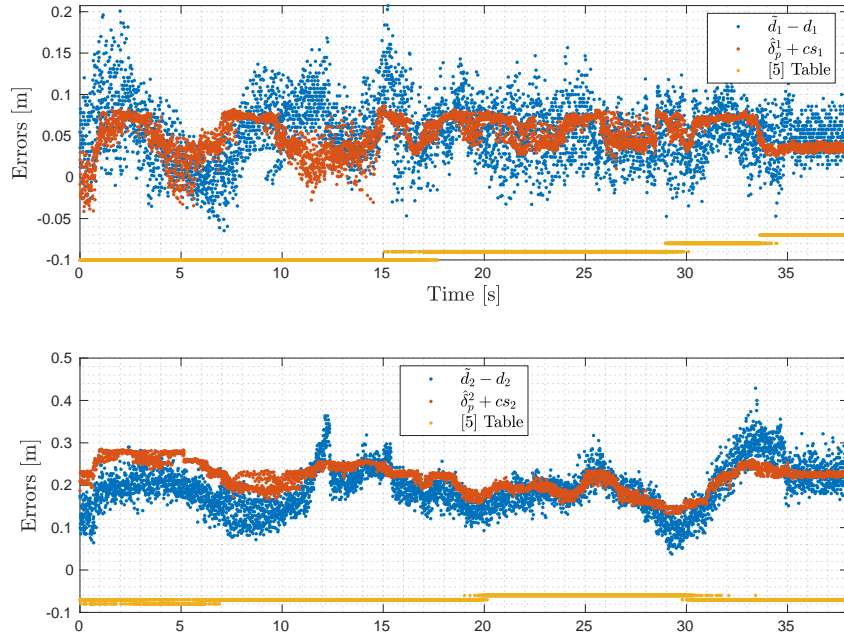 0.2
0.15
0.1
0.05
0
-0.05
-0.1
Errors [m]
d̃₁ − d₁
δ̂ₚ¹ + cs₁
[5] Table
0 5 10 15 20 25 30 35
Time [s]
0.5
0.4
0.3
0.2
0.1
0
-0.1
Errors [m]
d̃₂ − d₂
δ̂ₚ² + cs₂
[5] Table
0 5 10 15 20 25 30 35